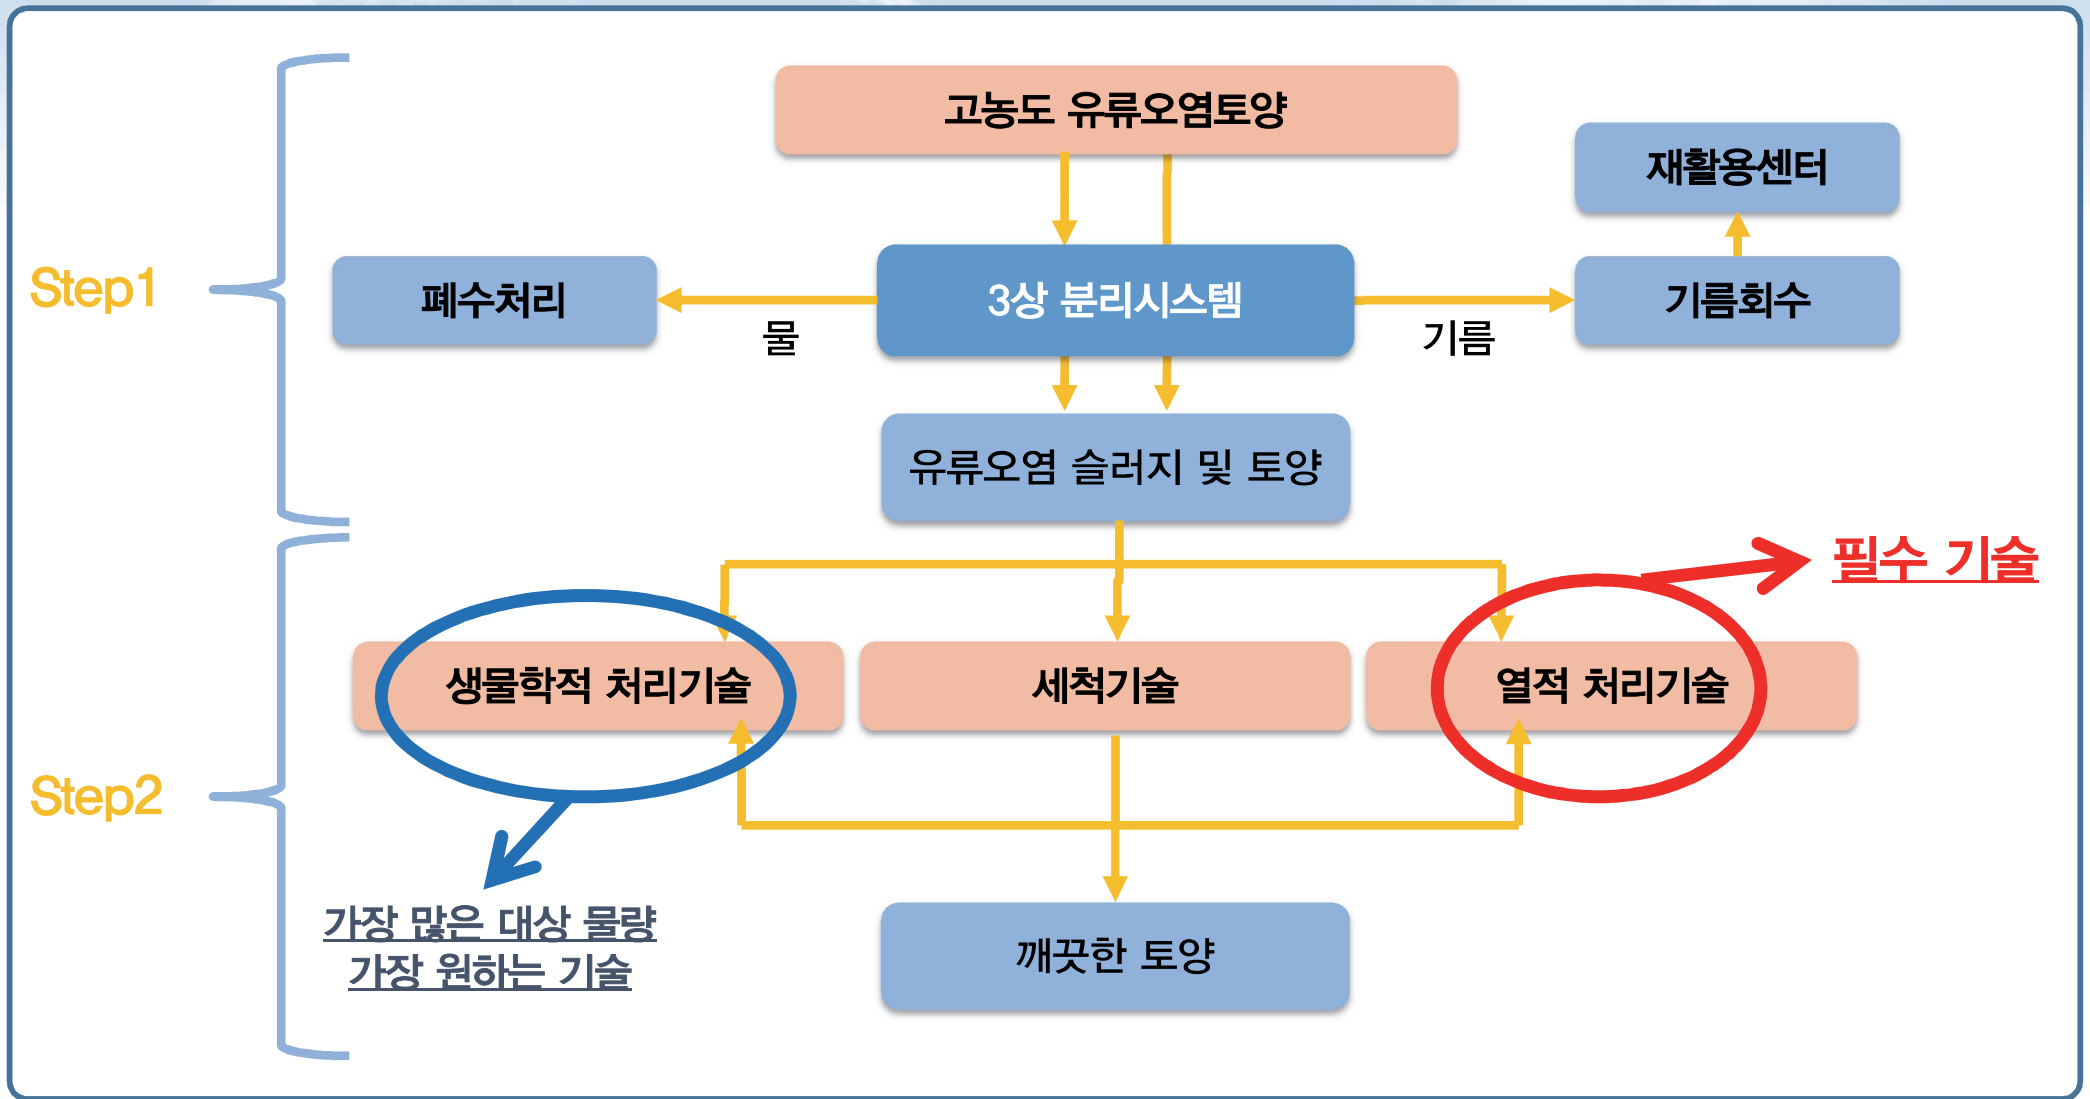 고농도 유류오염토양
재활용센터
Step1
폐수처리
3상 분리시스템
기름회수
물
기름
유류오염 슬러지 및 토양
필수 기술
생물학적 처리기술
세척기술
열적 처리기술
Step2
가장 많은 대상 물량
가장 원하는 기술
깨끗한 토양